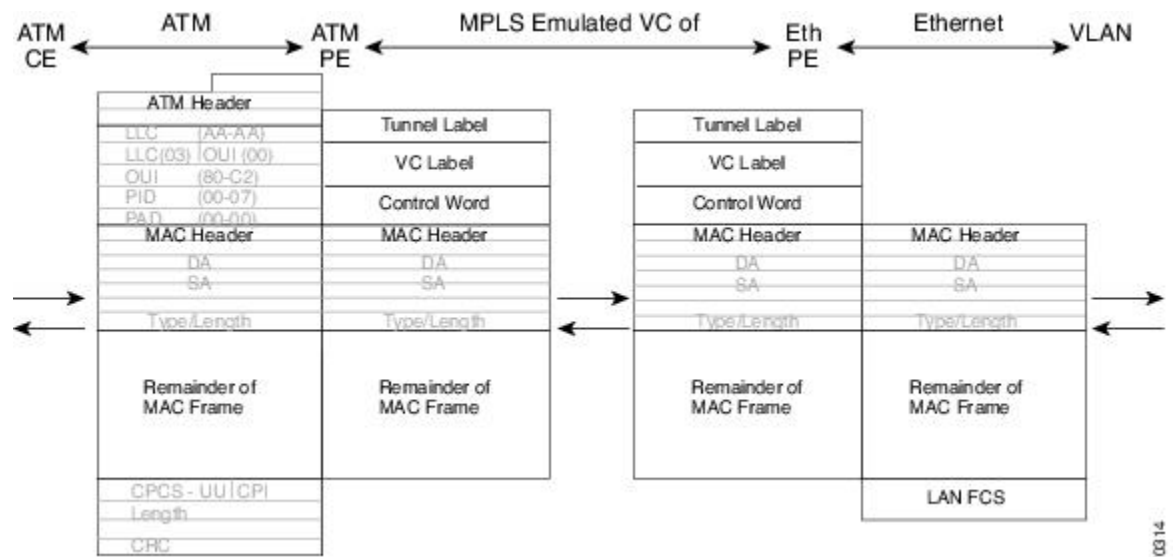 ATM CE
ATM
ATM PE
MPLS Emulated VC of
Eth PE
Ethernet
VLAN
ATM Header
LLC (AA-AA)
LLC(03) OUI (00)
OUI (80-C2)
PID (00-07)
PAD (00-00)
MAC Header
DA
SA
Type/Length
Remainder of
MAC Frame
CPCS - UU CPI
Length
CRC
Tunnel Label
VC Label
Control Word
MAC Header
DA
SA
Type/Length
Remainder of
MAC Frame
Tunnel Label
VC Label
Control Word
MAC Header
DA
SA
Type/Length
Remainder of
MAC Frame
MAC Header
DA
SA
Type/Length
Remainder of
MAC Frame
LAN FCS
0314